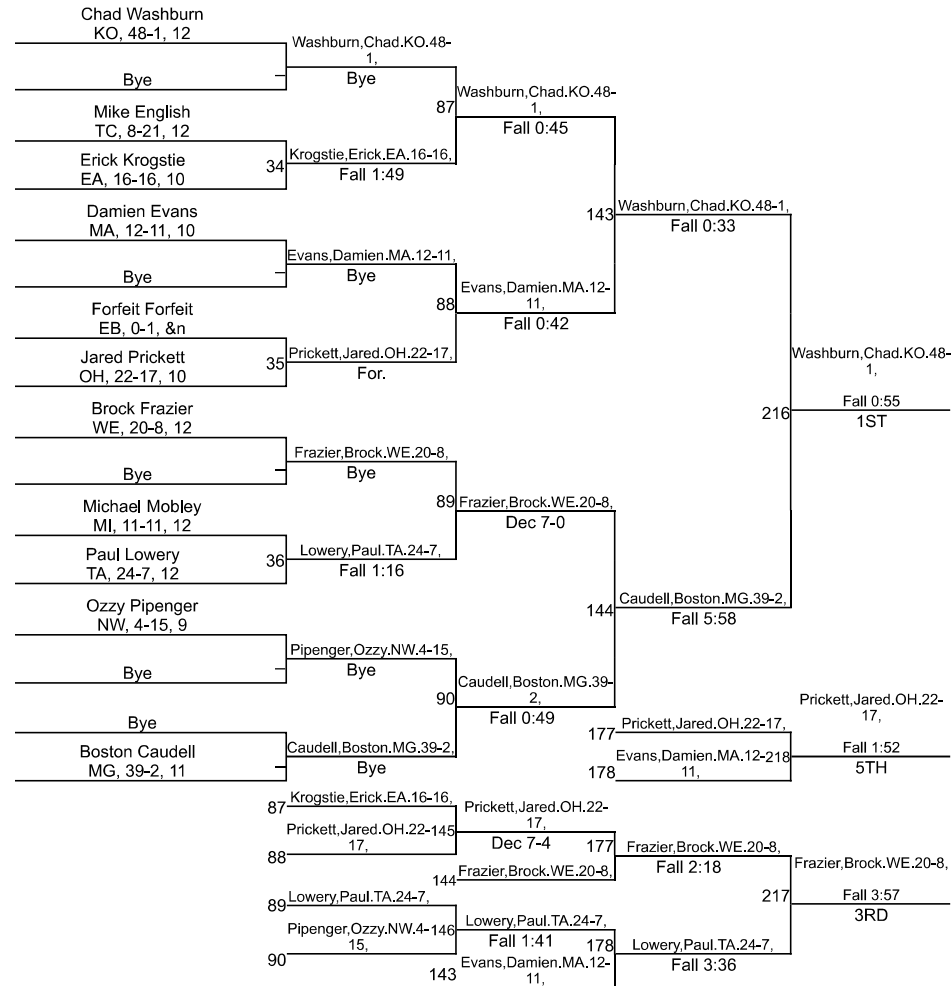 Chad Washburn
KO, 48-1, 12
Bye
Washburn,Chad.KO.48-
1,
Bye
Mike English
TC, 8-21, 12
Erick Krogstie
EA, 16-16, 10
34
Krogstie,Erick.EA.16-16,
Fall 1:49
87
Washburn,Chad.KO.48-
1,
Fall 0:45
Damien Evans
MA, 12-11, 10
Bye
Evans,Damien.MA.12-11,
Bye
Forfeit Forfeit
EB, 0-1, &n
Jared Prickett
OH, 22-17, 10
35
Prickett,Jared.OH.22-17,
For.
88
Evans,Damien.MA.12-
11,
Fall 0:42
143
Washburn,Chad.KO.48-1,
Fall 0:33
Brock Frazier
WE, 20-8, 12
Bye
Frazier,Brock.WE.20-8,
Bye
Michael Mobley
MI, 11-11, 12
Paul Lowery
TA, 24-7, 12
36
Lowery,Paul.TA.24-7,
Fall 1:16
89
Frazier,Brock.WE.20-8,
Dec 7-0
Ozzy Pipenger
NW, 4-15, 9
Bye
Pipenger,Ozzy.NW.4-15,
Bye
Bye
Boston Caudell
MG, 39-2, 11
Caudell,Boston.MG.39-2,
Bye
90
Caudell,Boston.MG.39-
2,
Fall 0:49
144
Caudell,Boston.MG.39-2,
Fall 5:58
216
Washburn,Chad.KO.48-
1,
Fall 0:55
1ST
177
Prickett,Jared.OH.22-17,
178
Evans,Damien.MA.12-
11,
218
Prickett,Jared.OH.22-
17,
Fall 1:52
5TH
87
Krogstie,Erick.EA.16-16,
88
Prickett,Jared.OH.22-
17,
145
Prickett,Jared.OH.22-
17,
Dec 7-4
144
Frazier,Brock.WE.20-8,
177
Frazier,Brock.WE.20-8,
Fall 2:18
89
Lowery,Paul.TA.24-7,
90
Pipenger,Ozzy.NW.4-
15,
146
Lowery,Paul.TA.24-7,
Fall 1:41
143
Evans,Damien.MA.12-
11,
178
Lowery,Paul.TA.24-7,
Fall 3:36
217
Frazier,Brock.WE.20-8,
Fall 3:57
3RD